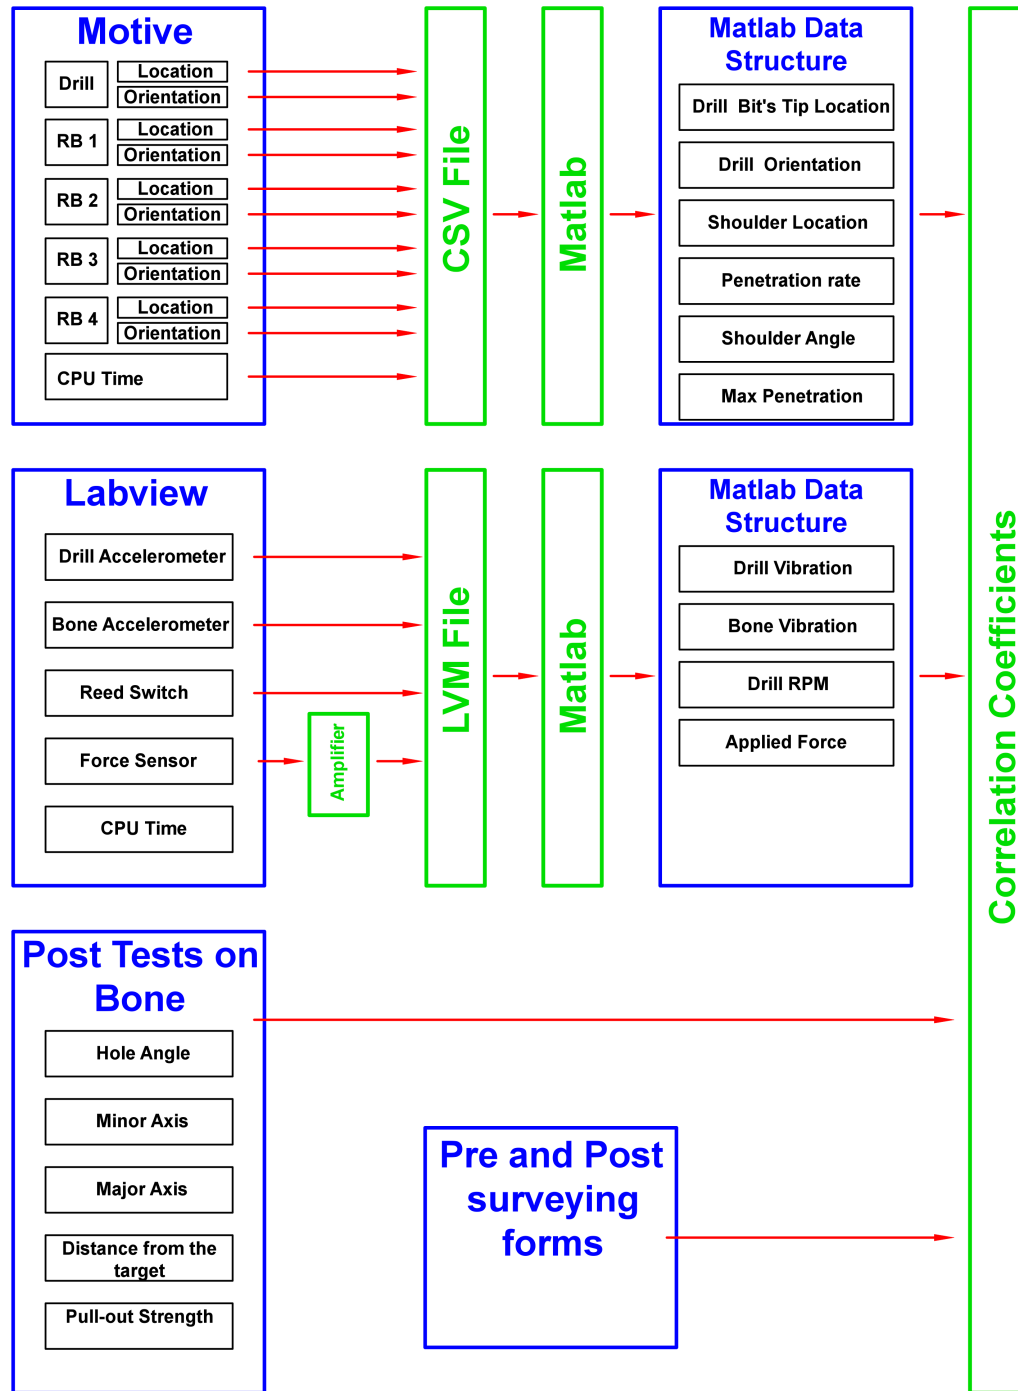 Motive
Drill
Location
Orientation
RB 1
Location
Orientation
RB 2
Location
Orientation
RB 3
Location
Orientation
RB 4
Location
Orientation
CPU Time
CSV File
Matlab
Matlab Data
Structure
Drill Bit's Tip Location
Drill Orientation
Shoulder Location
Penetration rate
Shoulder Angle
Max Penetration
Labview
Drill Accelerometer
Bone Accelerometer
Reed Switch
Force Sensor
CPU Time
Amplifier
LVM File
Matlab
Matlab Data
Structure
Drill Vibration
Bone Vibration
Drill RPM
Applied Force
Post Tests on
Bone
Hole Angle
Minor Axis
Major Axis
Distance from the
target
Pull-out Strength
Pre and Post
surveying
forms
Correlation Coefficients